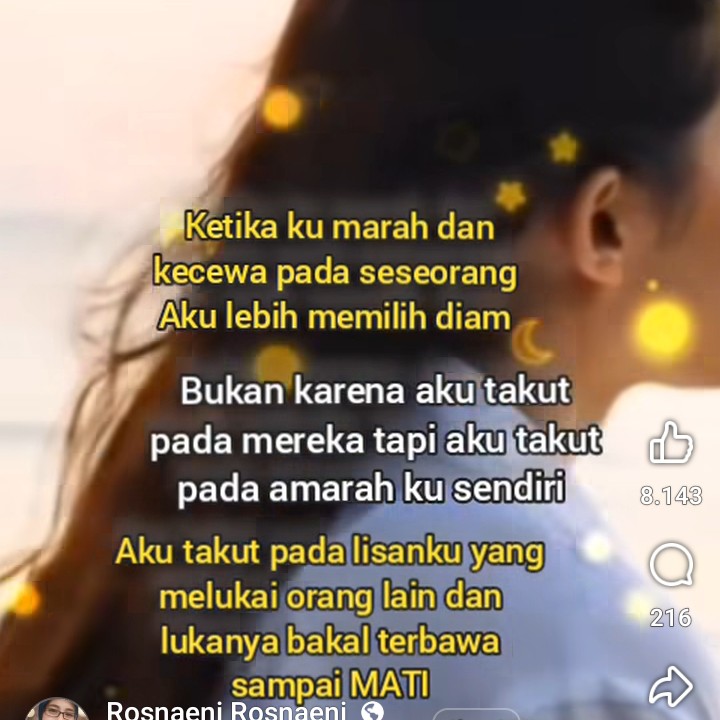 Ketika ku marah dan
kecewa pada seseorang
Aku lebih memilih diam
Bukan karena aku takut
pada mereka tapi aku takut
pada amarah ku sendiri
Aku takut pada lisanku yang
melukai orang lain dan
lukanya bakal terbawa
sampai MATI
8.143
216
Rosnaeni Rosnaeni